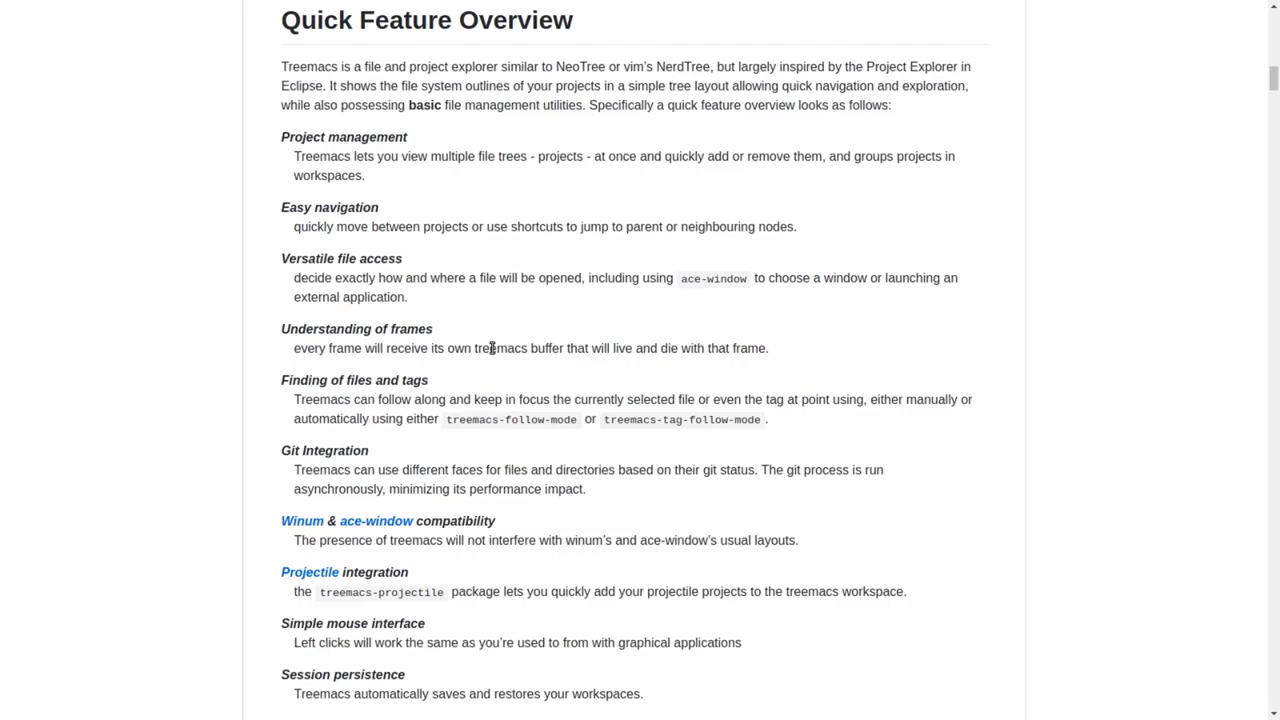 Quick Feature Overview
Treemacs is a file and project explorer similar to NeoTree or vim’s NerdTree, but largely inspired by the Project Explorer in
Eclipse. It shows the file system outlines of your projects in a simple tree layout allowing quick navigation and exploration,
while also possessing basic file management utilities. Specifically a quick feature overview looks as follows:
Project management
Treemacs lets you view multiple file trees - projects - at once and quickly add or remove them, and groups projects in
workspaces.
Easy navigation
quickly move between projects or use shortcuts to jump to parent or neighbouring nodes.
Versatile file access
decide exactly how and where a file will be opened, including using ace-window to choose a window or launching an
external application.
Understanding of frames
every frame will receive its own treemacs buffer that will live and die with that frame.
Finding of files and tags
Treemacs can follow along and keep in focus the currently selected file or even the tag at point using, either manually or
automatically using either treemacs-follow-mode or treemacs-tag-follow-mode .
Git Integration
Treemacs can use different faces for files and directories based on their git status. The git process is run
asynchronously, minimizing its performance impact.
Winum & ace-window compatibility
The presence of treemacs will not interfere with winum’s and ace-window’s usual layouts.
Projectile integration
the treemacs-projectile package lets you quickly add your projectile projects to the treemacs workspace.
Simple mouse interface
Left clicks will work the same as you’re used to from with graphical applications
Session persistence
Treemacs automatically saves and restores your workspaces.